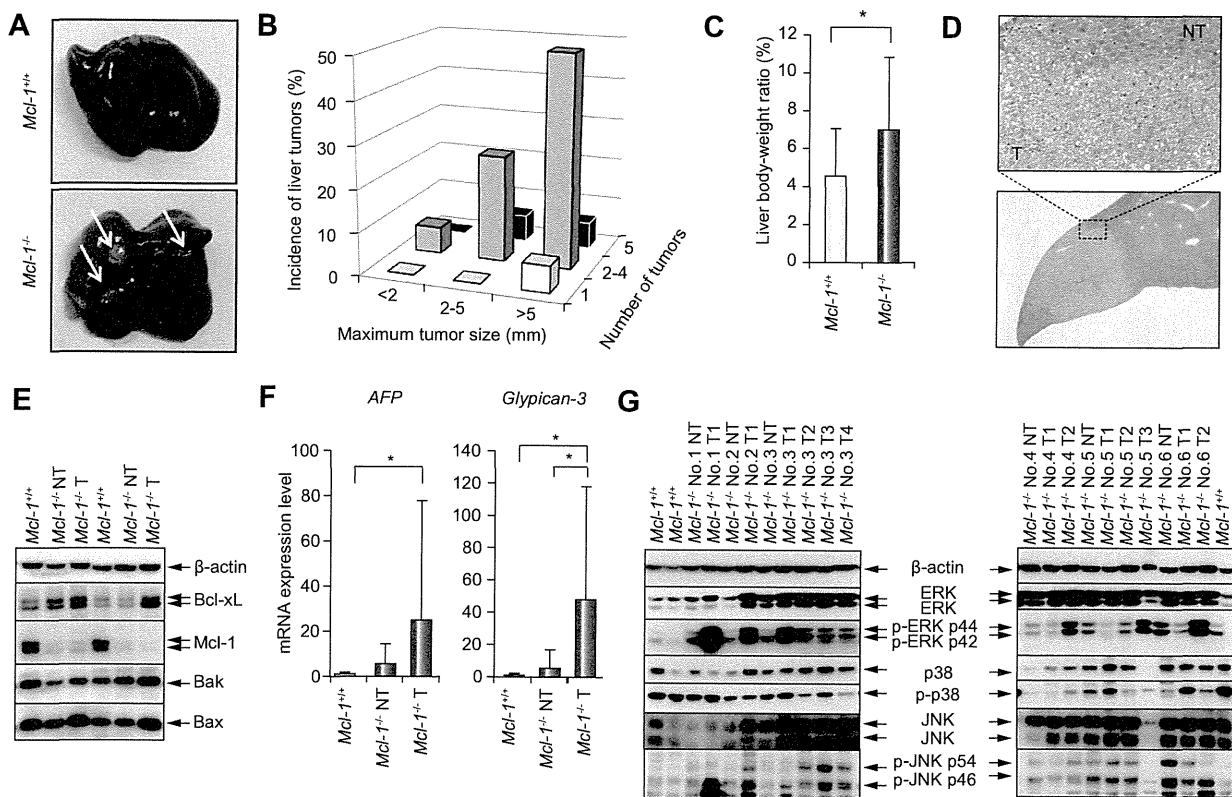 A
Mcl-1+/+
Mcl-1-/-
B
Incidence of liver tumors (%)
50
40
30
20
10
0
<2
2-5
>5
Maximum tumor size (mm)
1
2-4
5
Number of tumors
C
Liver body-weight ratio (%)
12
10
8
6
4
2
0
*
Mcl-1+/+
Mcl-1-/-
D
NT
T
E
Mcl-1+/+
Mcl-1-/- NT
Mcl-1-/- T
Mcl-1+/+
Mcl-1-/- NT
Mcl-1-/- T
β-actin
Bcl-xL
Mcl-1
Bak
Bax
F
AFP
mRNA expression level
100
80
60
40
20
0
*
Mcl-1+/+
Mcl-1-/- NT
Mcl-1-/- T
Glypican-3
140
120
100
80
60
40
20
0
*
*
Mcl-1+/+
Mcl-1-/- NT
Mcl-1-/- T
G
Mcl-1+/+
Mcl-1+/+
Mcl-1-/- No.1 NT
Mcl-1-/- No.1 T1
Mcl-1-/- No.2 NT
Mcl-1-/- No.2 T1
Mcl-1-/- No.3 NT
Mcl-1-/- No.3 T1
Mcl-1-/- No.3 T2
Mcl-1-/- No.3 T3
Mcl-1-/- No.3 T4
Mcl-1-/- No.4 NT
Mcl-1-/- No.4 T1
Mcl-1-/- No.4 T2
Mcl-1-/- No.5 NT
Mcl-1-/- No.5 T1
Mcl-1-/- No.5 T2
Mcl-1-/- No.5 T3
Mcl-1-/- No.6 NT
Mcl-1-/- No.6 T1
Mcl-1-/- No.6 T2
Mcl-1+/+
β-actin
ERK
ERK
p-ERK p44
p-ERK p42
p38
p-p38
JNK
JNK
p-JNK p54
p-JNK p46